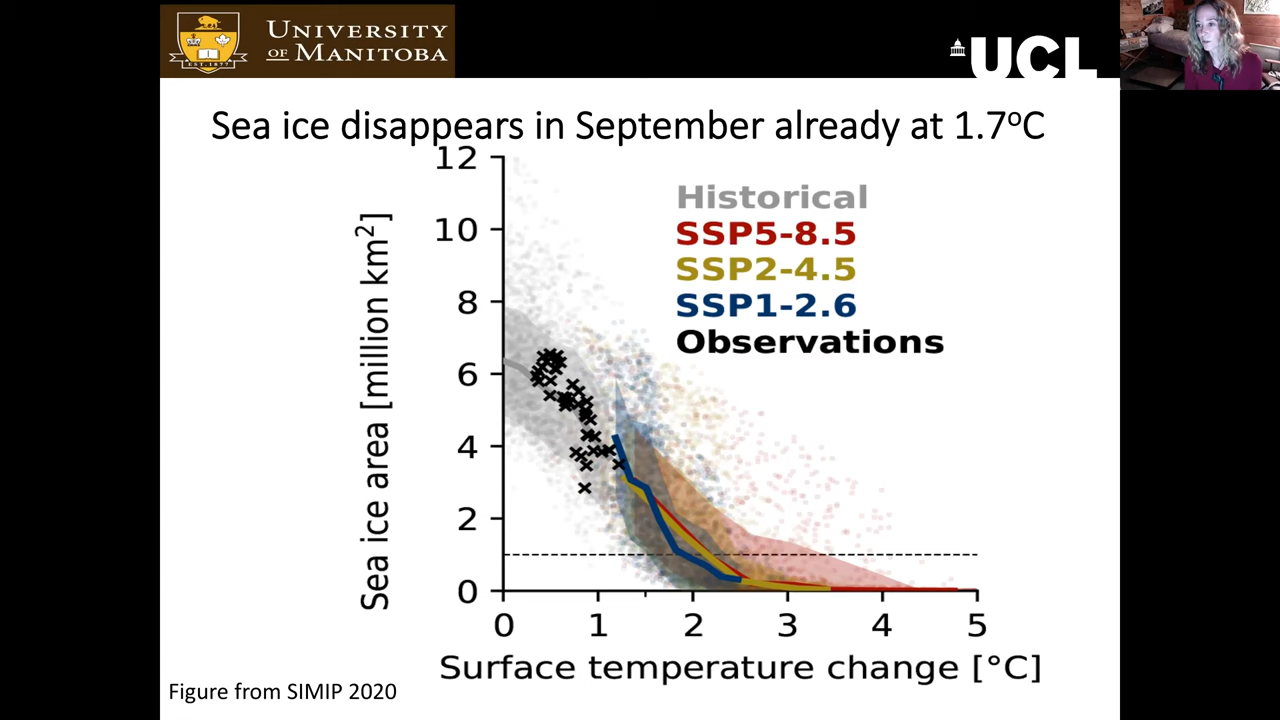 UNIVERSITY
OF MANITOBA
EST. 1877
UCL
Sea ice disappears in September already at 1.7°C
12
10
8
6
4
2
0
Sea ice area [million km²]
Historical
SSP5-8.5
SSP2-4.5
SSP1-2.6
Observations
0 1 2 3 4 5
Surface temperature change [°C]
Figure from SIMIP 2020